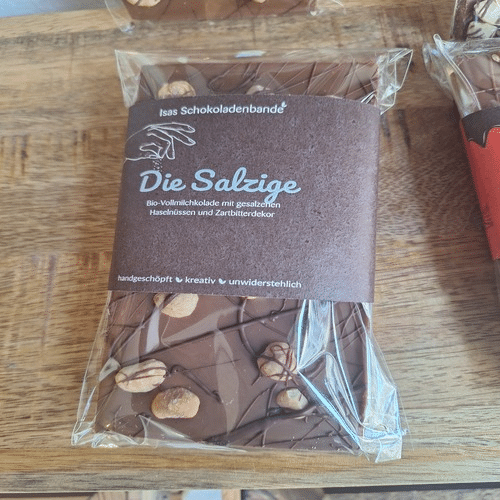 Isas Schokoladenbande
Die Salzige
Bio-Vollmilchkolade mit gesalzenen
Haselnüssen und Zartbitterdekor
handgeschöpft kreativ unwiderstehlich